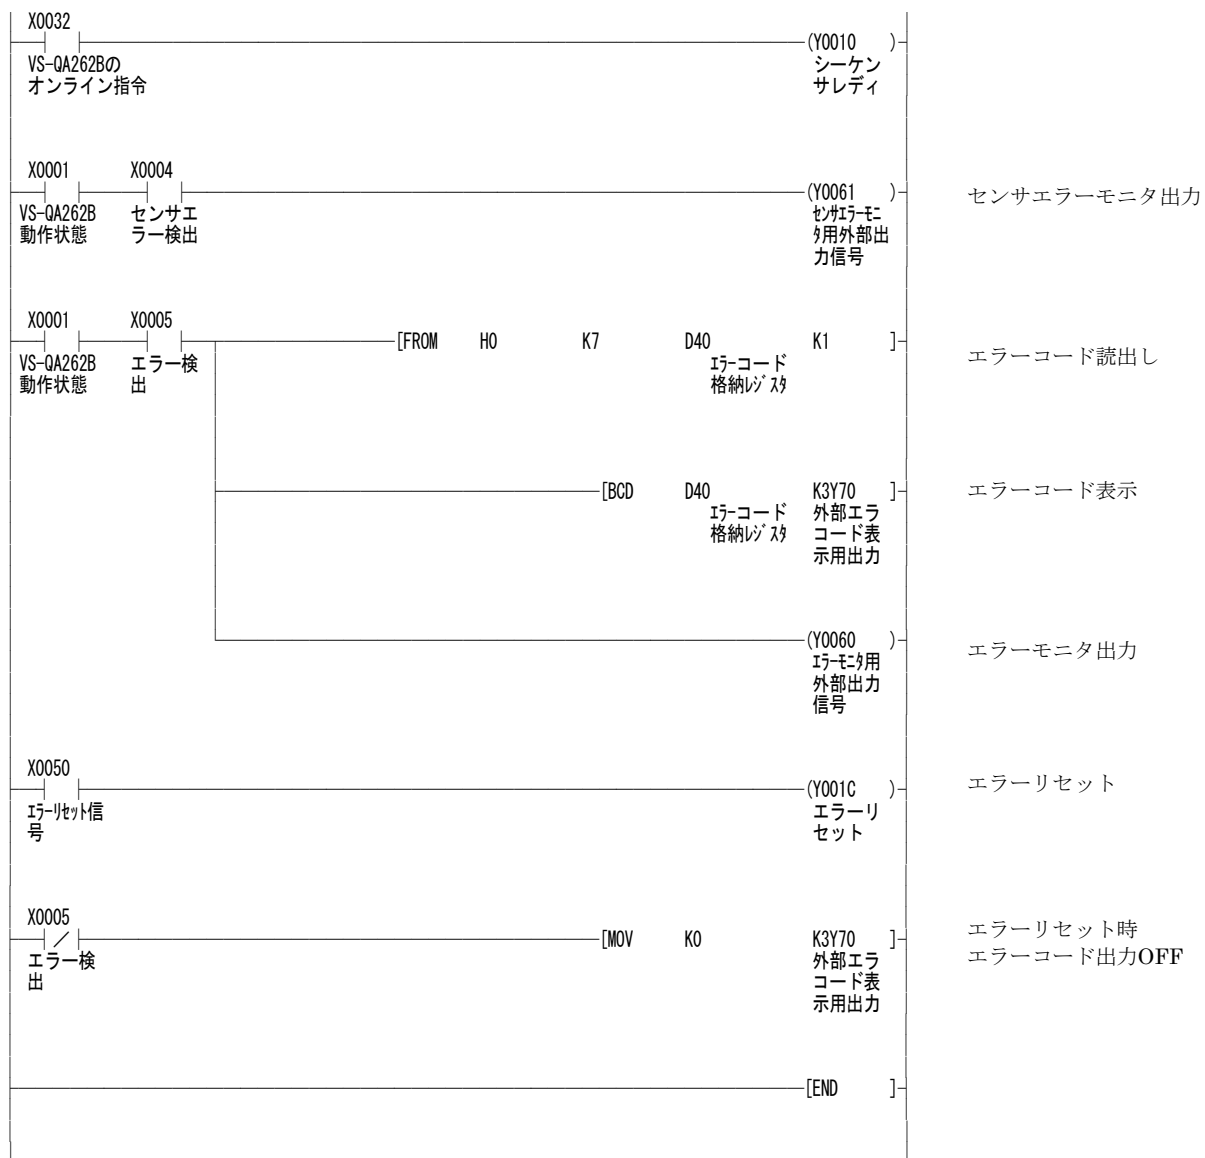 X0032
(Y0010 )
VS-QA262Bの
オンライン指令
シーケン
サレディ
X0001 X0004
(Y0061 )
VS-QA262B
動作状態
センサエ
ラー検出
ｾﾝｻｴﾗｰﾓﾆ
ﾀ用外部出
力信号
センサエラーモニタ出力
X0001 X0005
[FROM H0 K7 D40 K1 ]
VS-QA262B
動作状態
エラー検
出
ｴﾗｰコード
格納ﾚｼﾞｽﾀ
エラーコード読出し
[BCD D40 K3Y70 ]
ｴﾗｰコード
格納ﾚｼﾞｽﾀ
外部エラ
コード表
示用出力
エラーコード表示
(Y0060 )
ｴﾗｰﾓﾆﾀ用
外部出力
信号
エラーモニタ出力
X0050
(Y001C )
ｴﾗｰﾘｾｯﾄ信
号
エラーリ
セット
エラーリセット
X0005
[MOV K0 K3Y70 ]
エラー検
出
外部エラ
コード表
示用出力
エラーリセット時
エラーコード出力OFF
[END ]